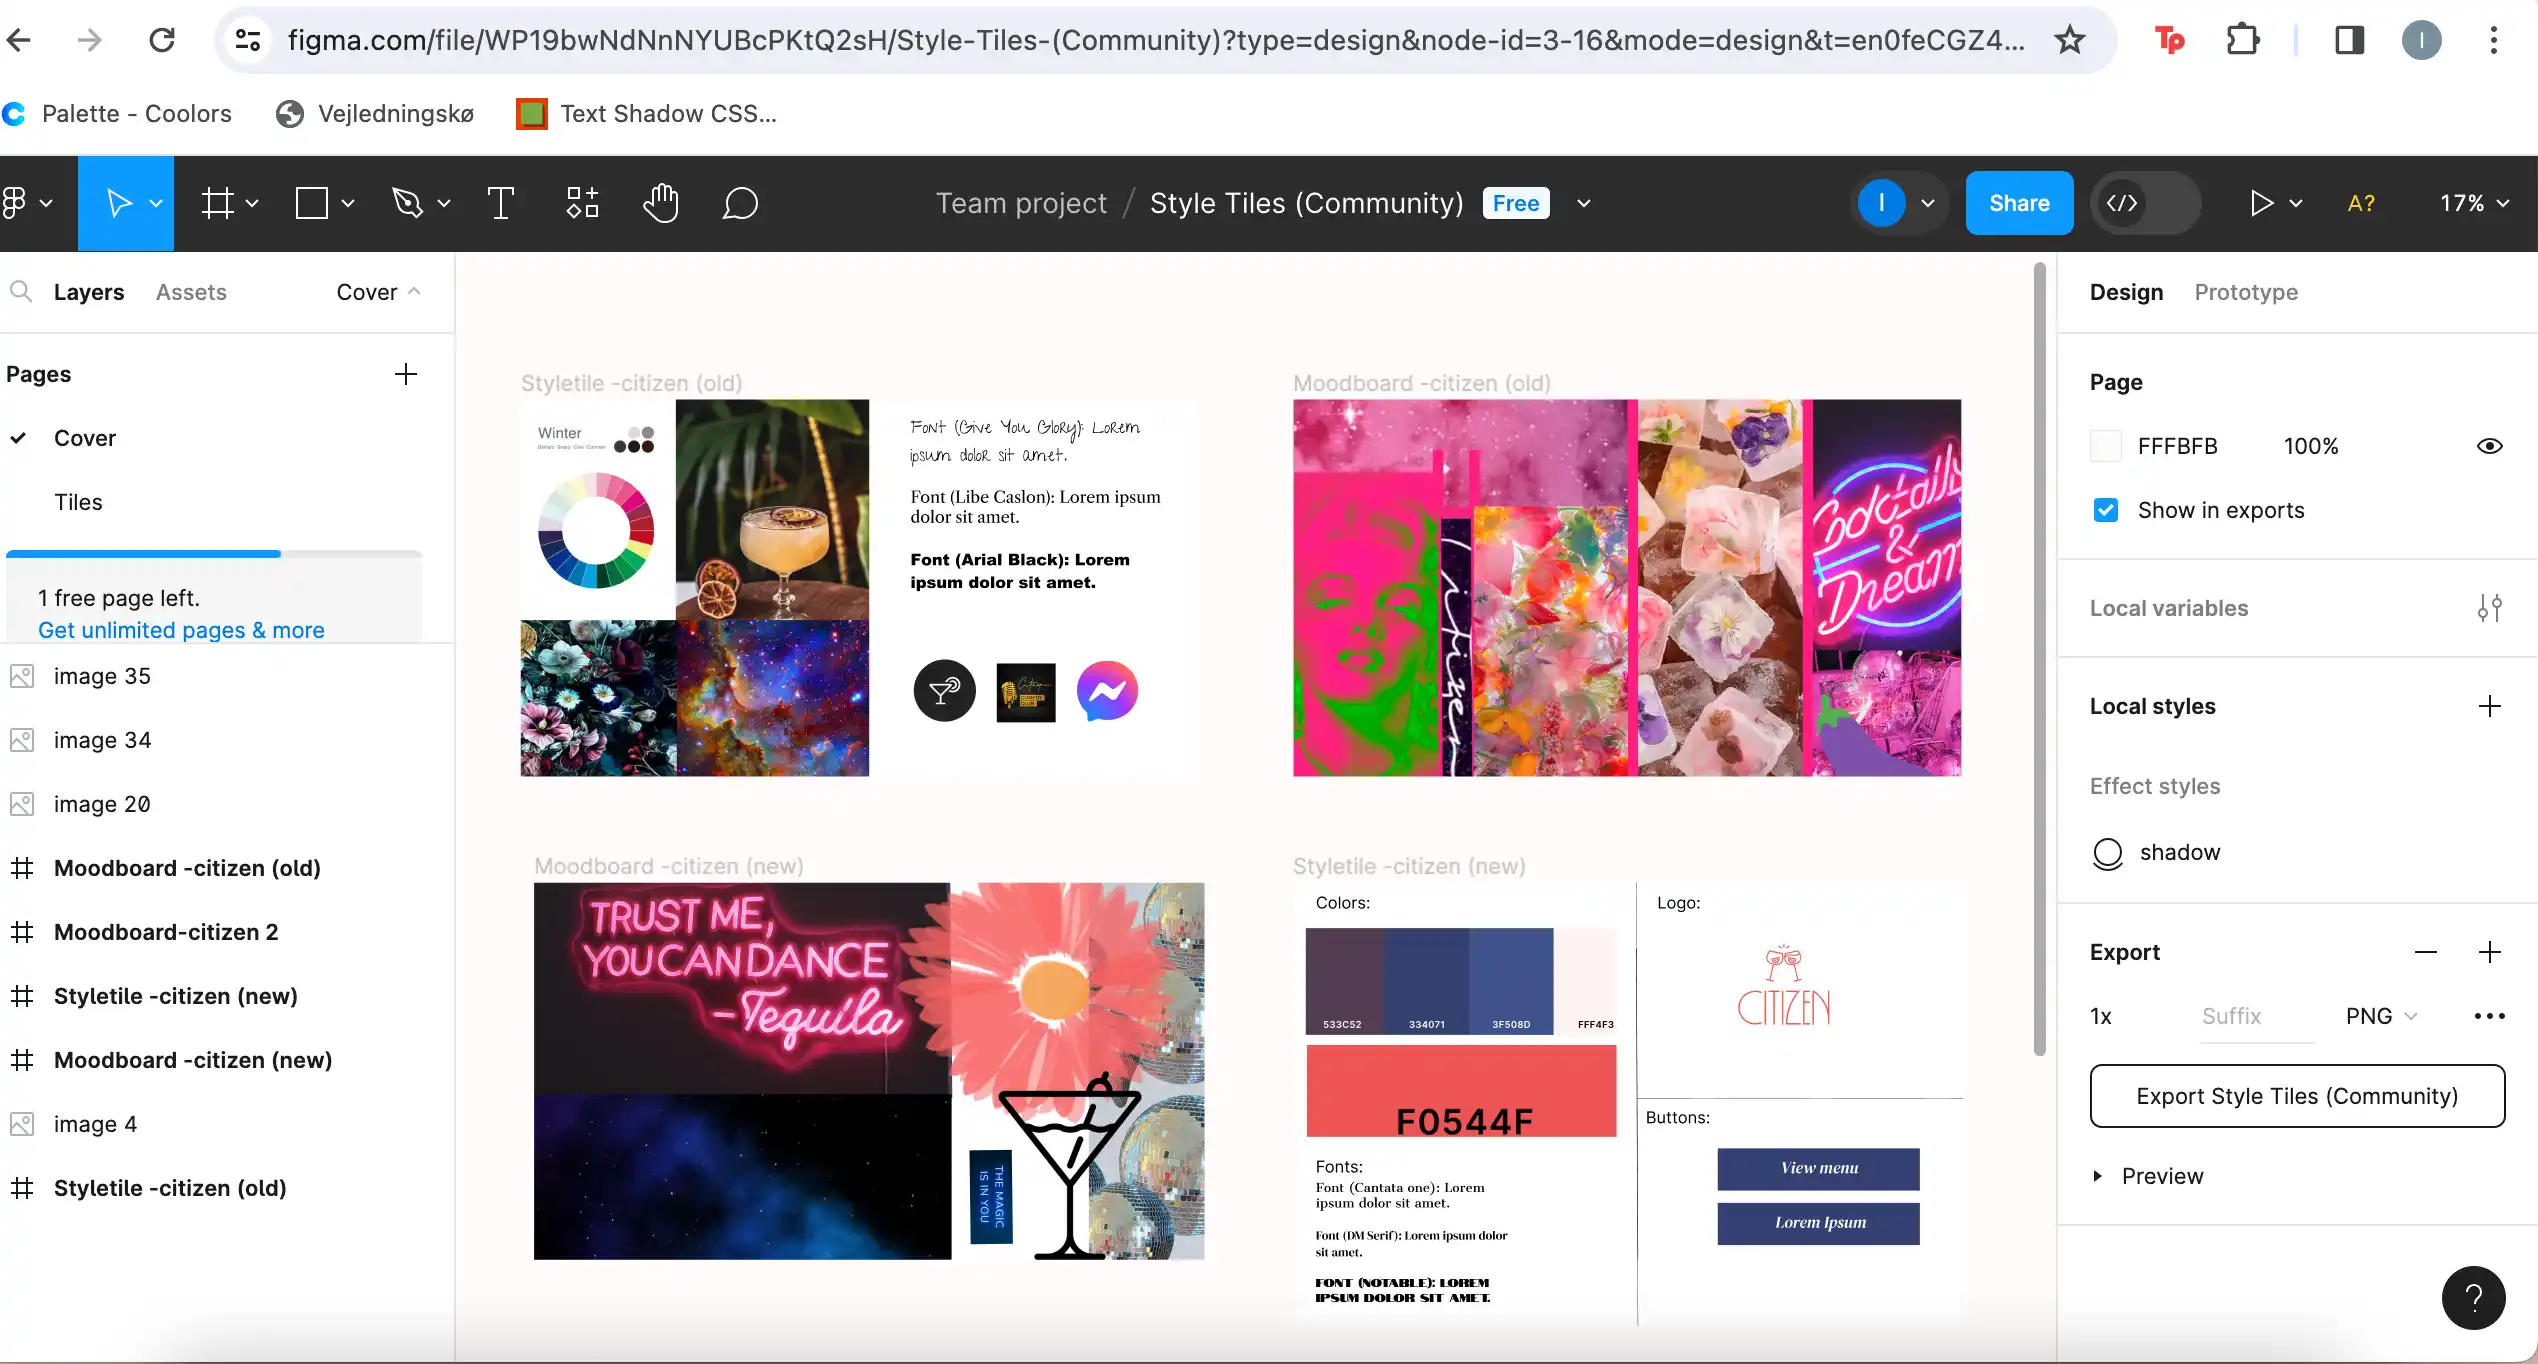 figma.com/file/WP19bwNdNnNYUBcPKtQ2sH/Style-Tiles-(Community)?type=design&node-id=3-16&mode=design&t=en0feCGZ4...
Palette - Coolors
Vejledningskø
Text Shadow CSS...
Team project / Style Tiles (Community)
Free
I
Share
A?
17%
Layers
Assets
Cover
Design
Prototype
Pages
Cover
Tiles
1 free page left.
Get unlimited pages & more
image 35
image 34
image 20
Moodboard -citizen (old)
Moodboard-citizen 2
Styletile -citizen (new)
Moodboard -citizen (new)
image 4
Styletile -citizen (old)
Styletile -citizen (old)
Winter
Font (Give You Glory): Lorem
ipsum dolor sit amet.
Font (Libe Caslon): Lorem ipsum
dolor sit amet.
Font (Arial Black): Lorem
ipsum dolor sit amet.
Moodboard -citizen (old)
Cocktails
&
Dreams
Moodboard -citizen (new)
TRUST ME,
YOU CAN DANCE
-Tequila
THE MAGIC
IS IN YOU
Styletile -citizen (new)
Colors:
533C52
334071
3F508D
FFF4F3
F0544F
Fonts:
Font (Cantata one): Lorem
ipsum dolor sit amet.
Font (DM Serif): Lorem ipsum dolor
sit amet.
FONT (NOTABLE): LOREM
IPSUM DOLOR SIT AMET.
Logo:
CITIZEN
Buttons:
View menu
Lorem Ipsum
Page
FFFBFB
100%
Show in exports
Local variables
Local styles
Effect styles
shadow
Export
1x
Suffix
PNG
Export Style Tiles (Community)
Preview
?